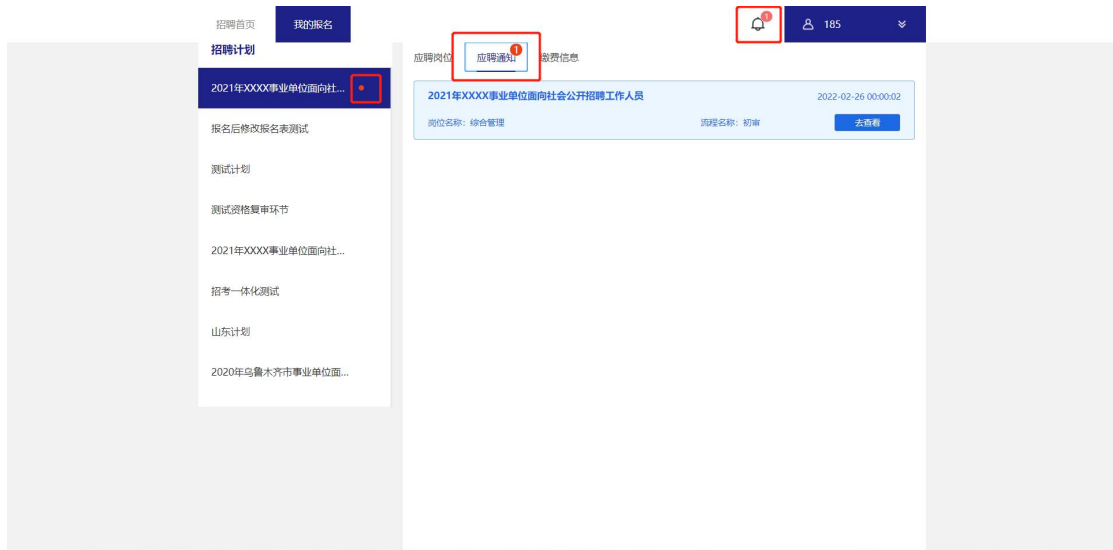 招聘首页 我的报名 1 185
招聘计划
应聘岗位 应聘通知 1 缴费信息
2021年XXXX事业单位面向社...
2021年XXXX事业单位面向社会公开招聘工作人员 2022-02-26 00:00:02
岗位名称：综合管理 流程名称：初审 去查看
报名后修改报名表测试
测试计划
测试资格复审环节
2021年XXXX事业单位面向社...
招考一体化测试
山东计划
2020年乌鲁木齐市事业单位面...